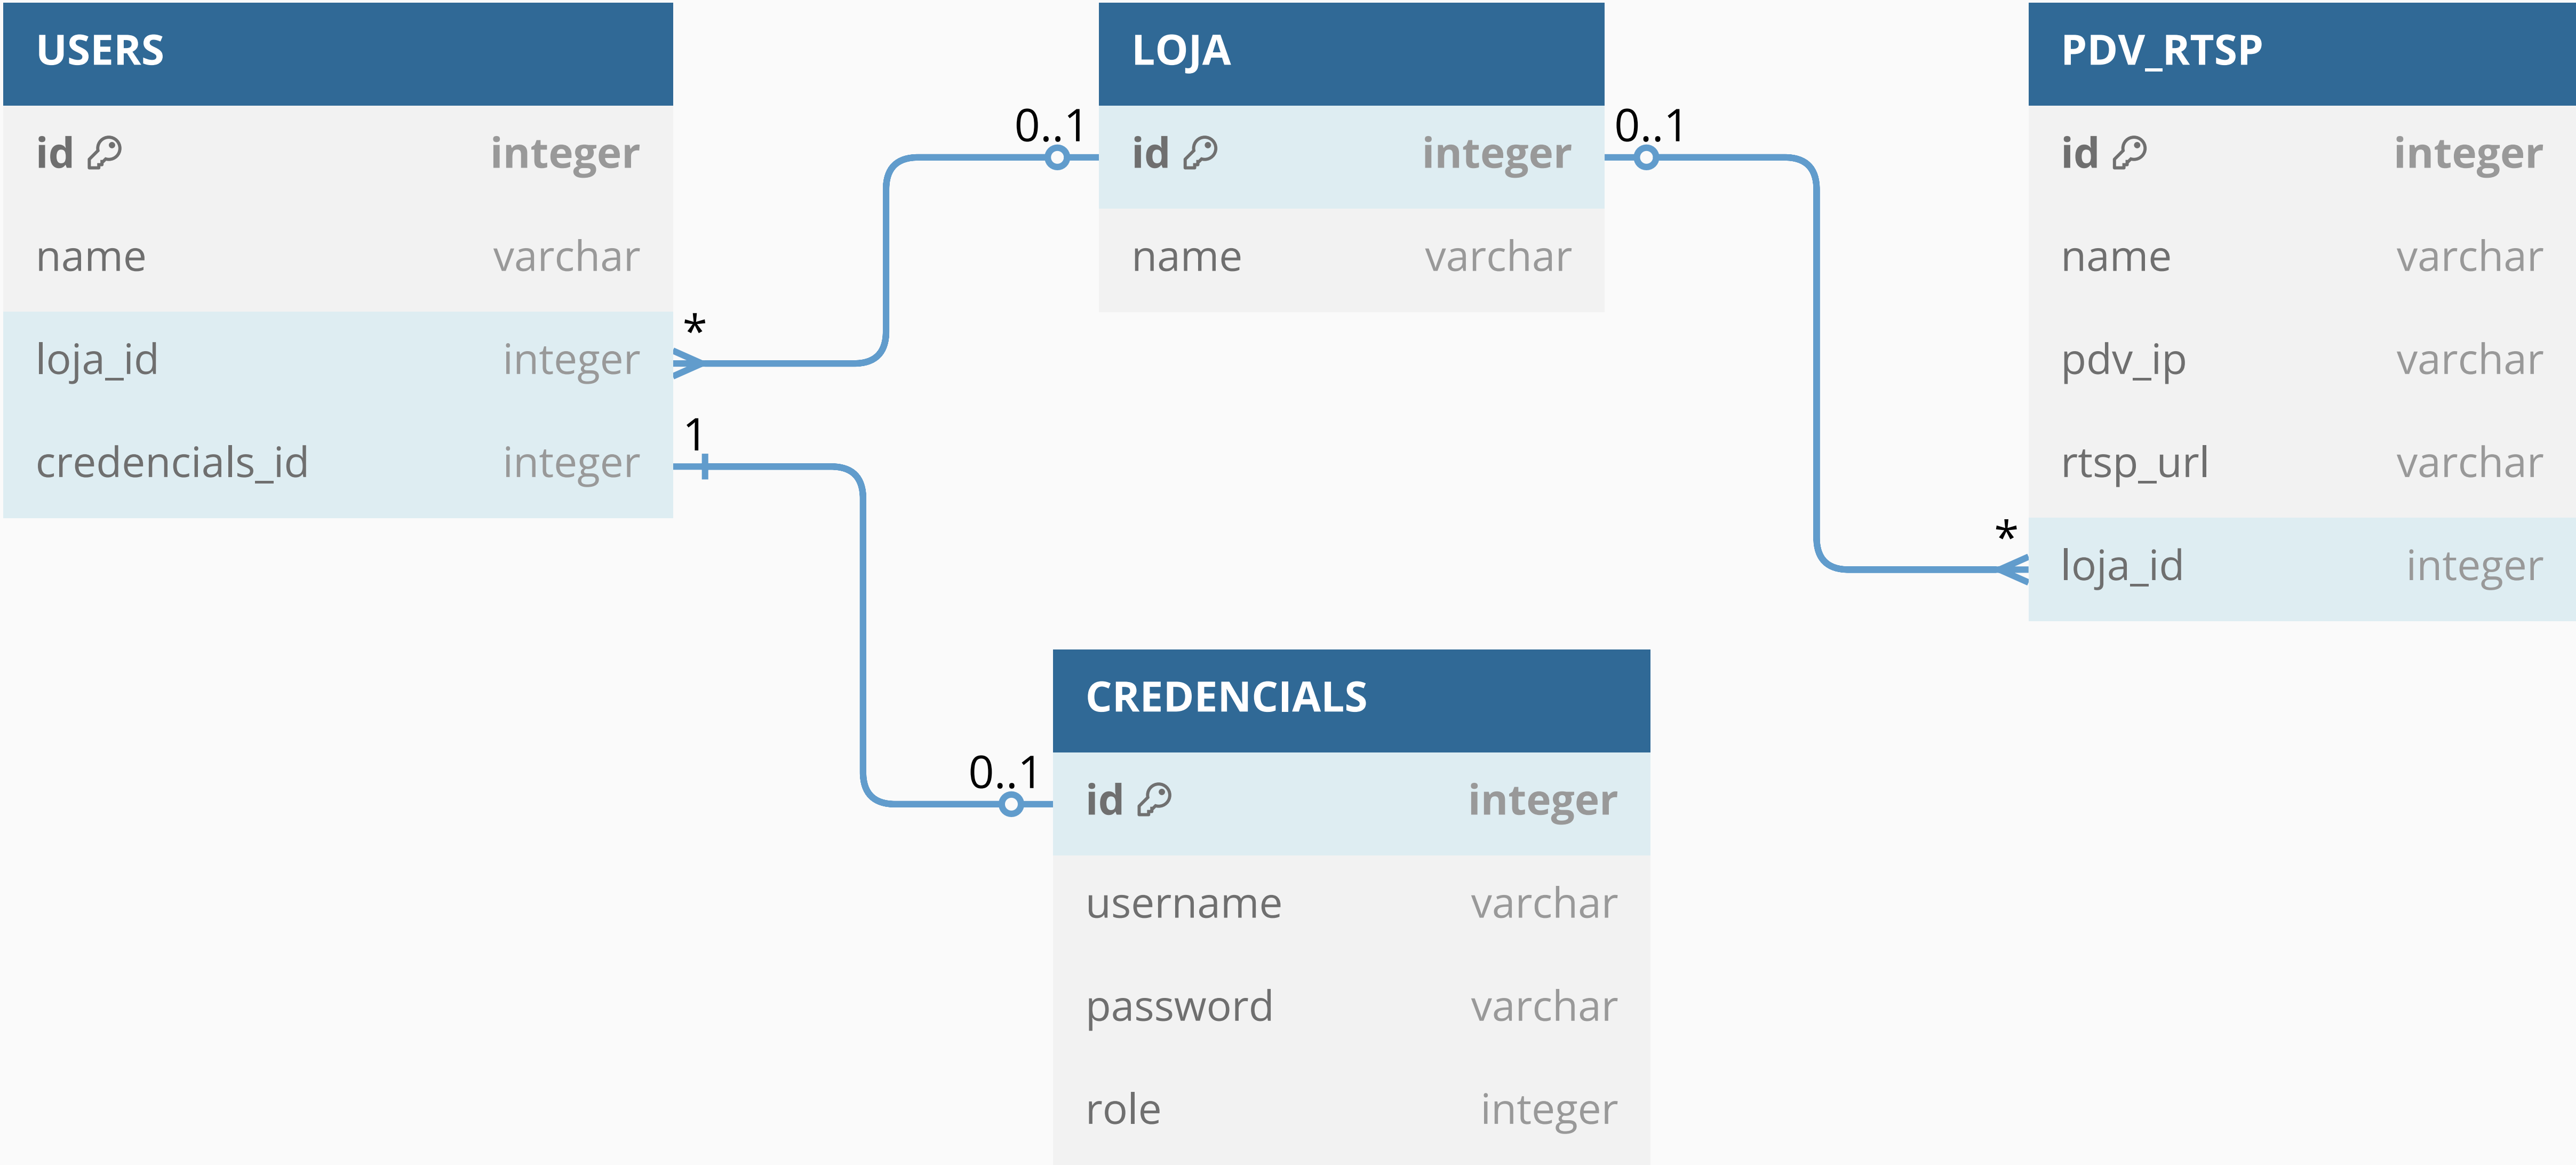 USERS
id integer
name varchar
loja_id integer
credencials_id integer
*
1
0..1
LOJA
id integer
name varchar
0..1
PDV_RTSP
id integer
name varchar
pdv_ip varchar
rtsp_url varchar
loja_id integer
*
0..1
CREDENCIALS
id integer
username varchar
password varchar
role integer